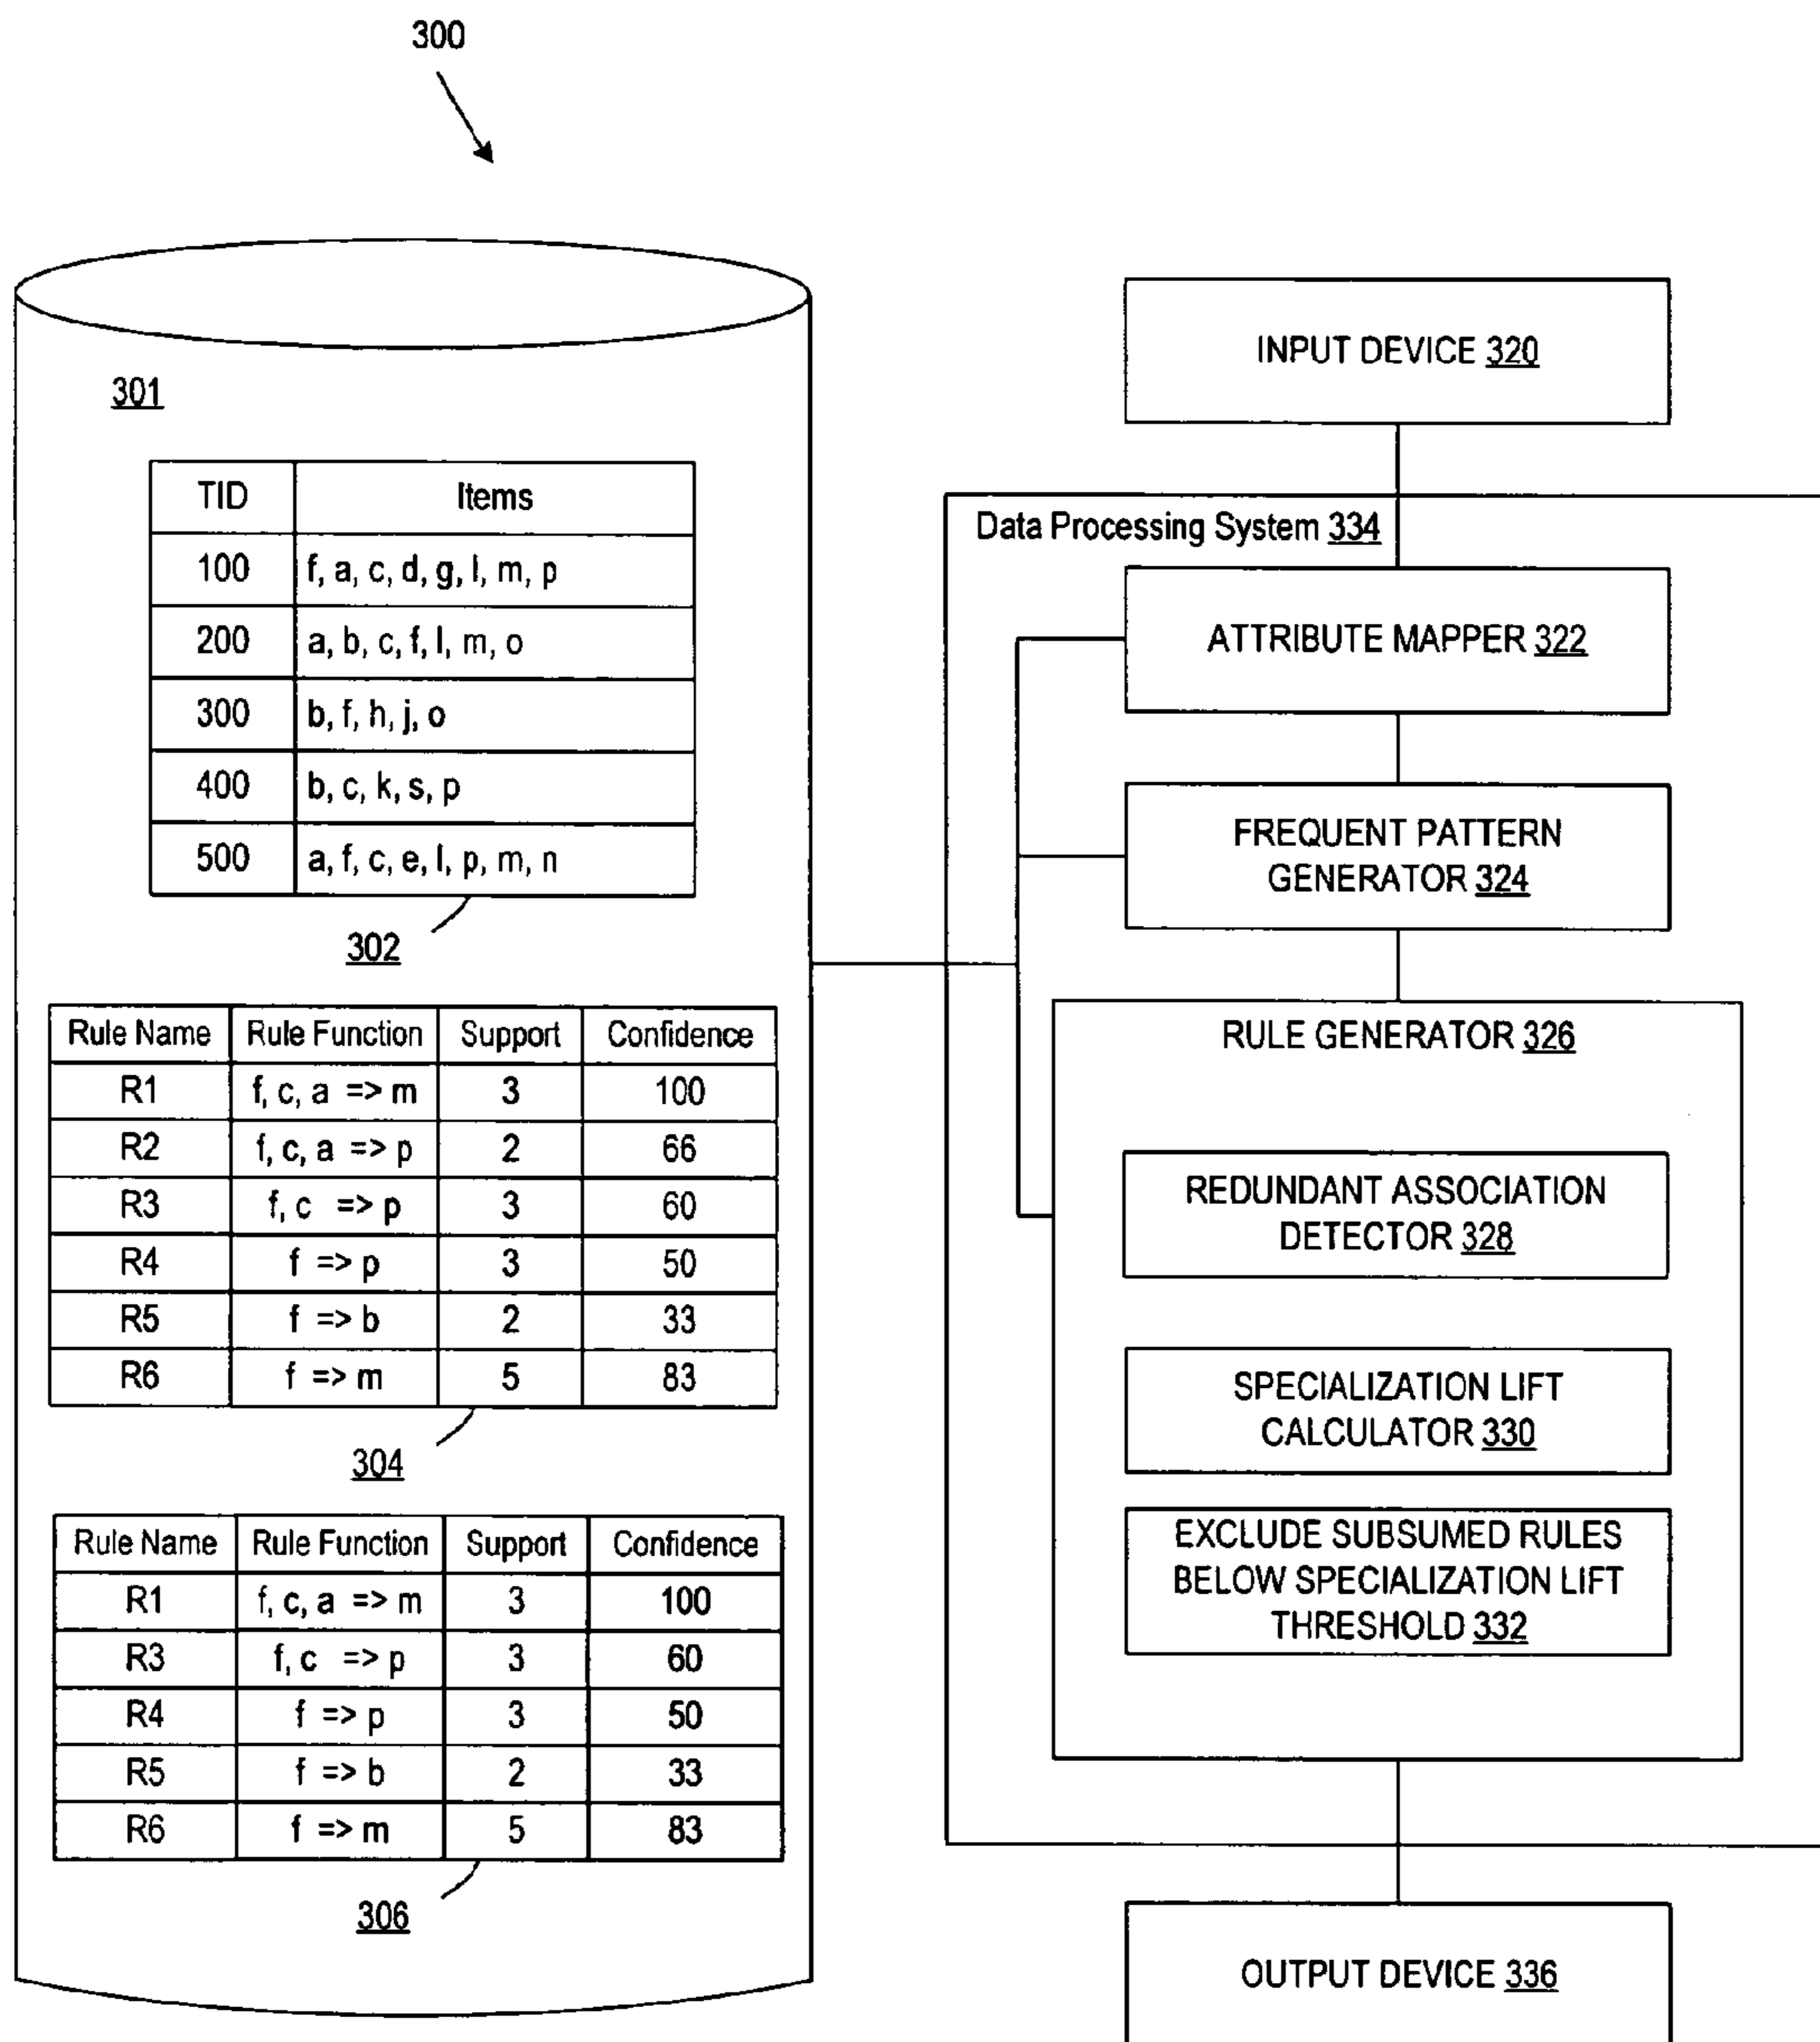 300
301
TID Items
100 f, a, c, d, g, l, m, p
200 a, b, c, f, l, m, o
300 b, f, h, j, o
400 b, c, k, s, p
500 a, f, c, e, l, p, m, n
302
Rule Name Rule Function Support Confidence
R1 f, c, a => m 3 100
R2 f, c, a => p 2 66
R3 f, c => p 3 60
R4 f => p 3 50
R5 f => b 2 33
R6 f => m 5 83
304
Rule Name Rule Function Support Confidence
R1 f, c, a => m 3 100
R3 f, c => p 3 60
R4 f => p 3 50
R5 f => b 2 33
R6 f => m 5 83
306
INPUT DEVICE 320
Data Processing System 334
ATTRIBUTE MAPPER 322
FREQUENT PATTERN
GENERATOR 324
RULE GENERATOR 326
REDUNDANT ASSOCIATION
DETECTOR 328
SPECIALIZATION LIFT
CALCULATOR 330
EXCLUDE SUBSUMED RULES
BELOW SPECIALIZATION LIFT
THRESHOLD 332
OUTPUT DEVICE 336